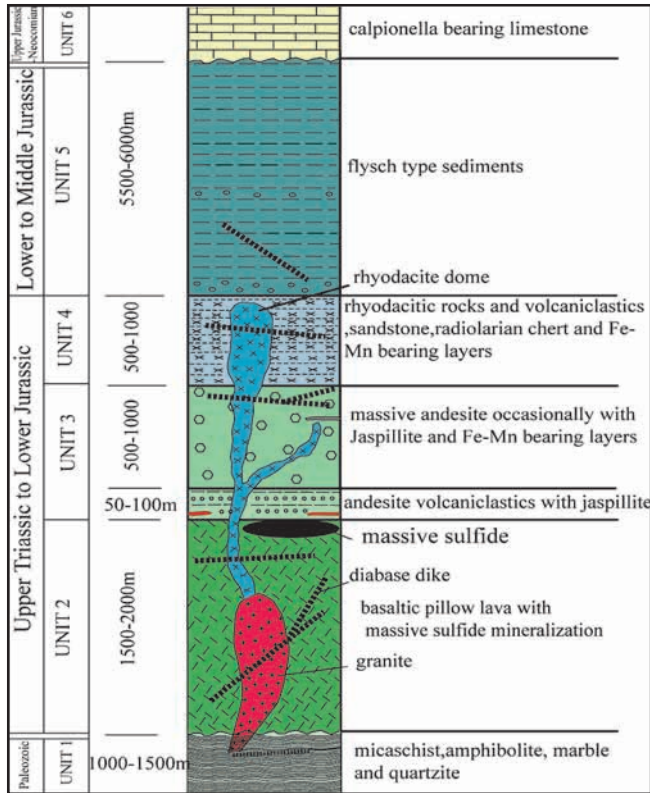 Upper Jurassic
-Neocomian
UNIT 6
calpionella bearing limestone
Lower to Middle Jurassic
UNIT 5
5500-6000m
flysch type sediments
rhyodacite dome
Upper Triassic to Lower Jurassic
UNIT 4
500-1000
rhyodacitic rocks and volcaniclastics
,sandstone,radiolarian chert and Fe-
Mn bearing layers
UNIT 3
500-1000
massive andesite occasionally with
Jaspillite and Fe-Mn bearing layers
50-100m
andesite volcaniclastics with jaspillite
UNIT 2
1500-2000m
massive sulfide
diabase dike
basaltic pillow lava with
massive sulfide mineralization
granite
Paleozoic
UNIT 1
1000-1500m
micaschist,amphibolite, marble
and quartzite